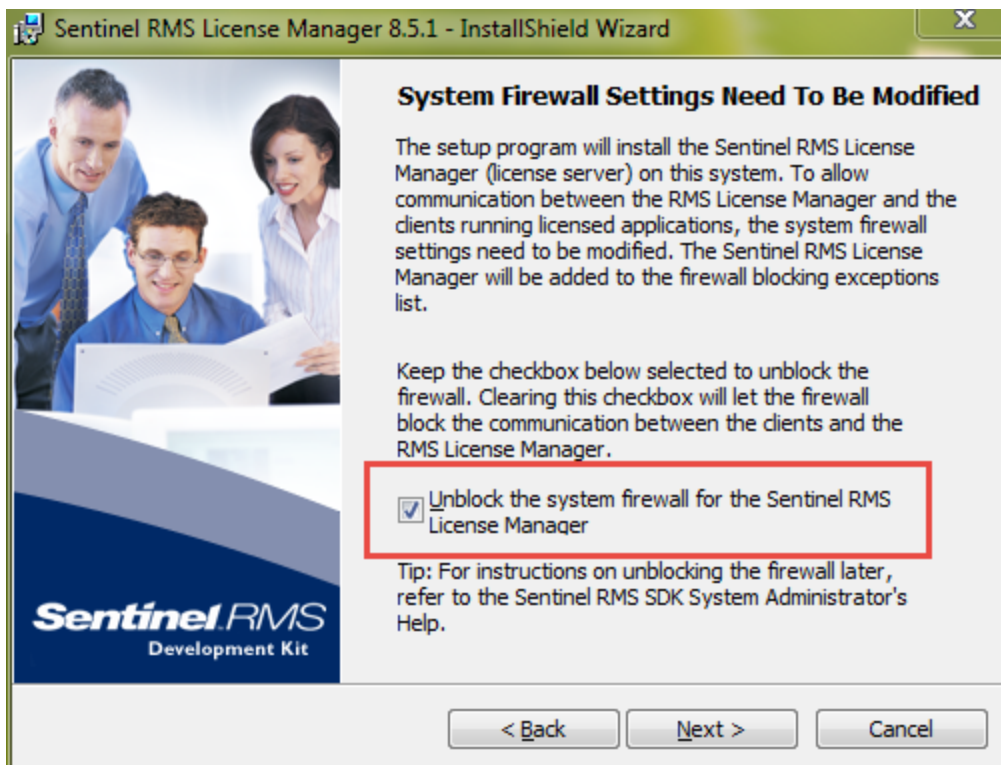 Sentinel RMS License Manager 8.5.1 - InstallShield Wizard
System Firewall Settings Need To Be Modified
The setup program will install the Sentinel RMS License
Manager (license server) on this system. To allow
communication between the RMS License Manager and the
clients running licensed applications, the system firewall
settings need to be modified. The Sentinel RMS License
Manager will be added to the firewall blocking exceptions
list.
Keep the checkbox below selected to unblock the
firewall. Clearing this checkbox will let the firewall
block the communication between the clients and the
RMS License Manager.
Unblock the system firewall for the Sentinel RMS
License Manager
Tip: For instructions on unblocking the firewall later,
refer to the Sentinel RMS SDK System Administrator's
Help.
Sentinel.RMS
Development Kit
< Back
Next >
Cancel